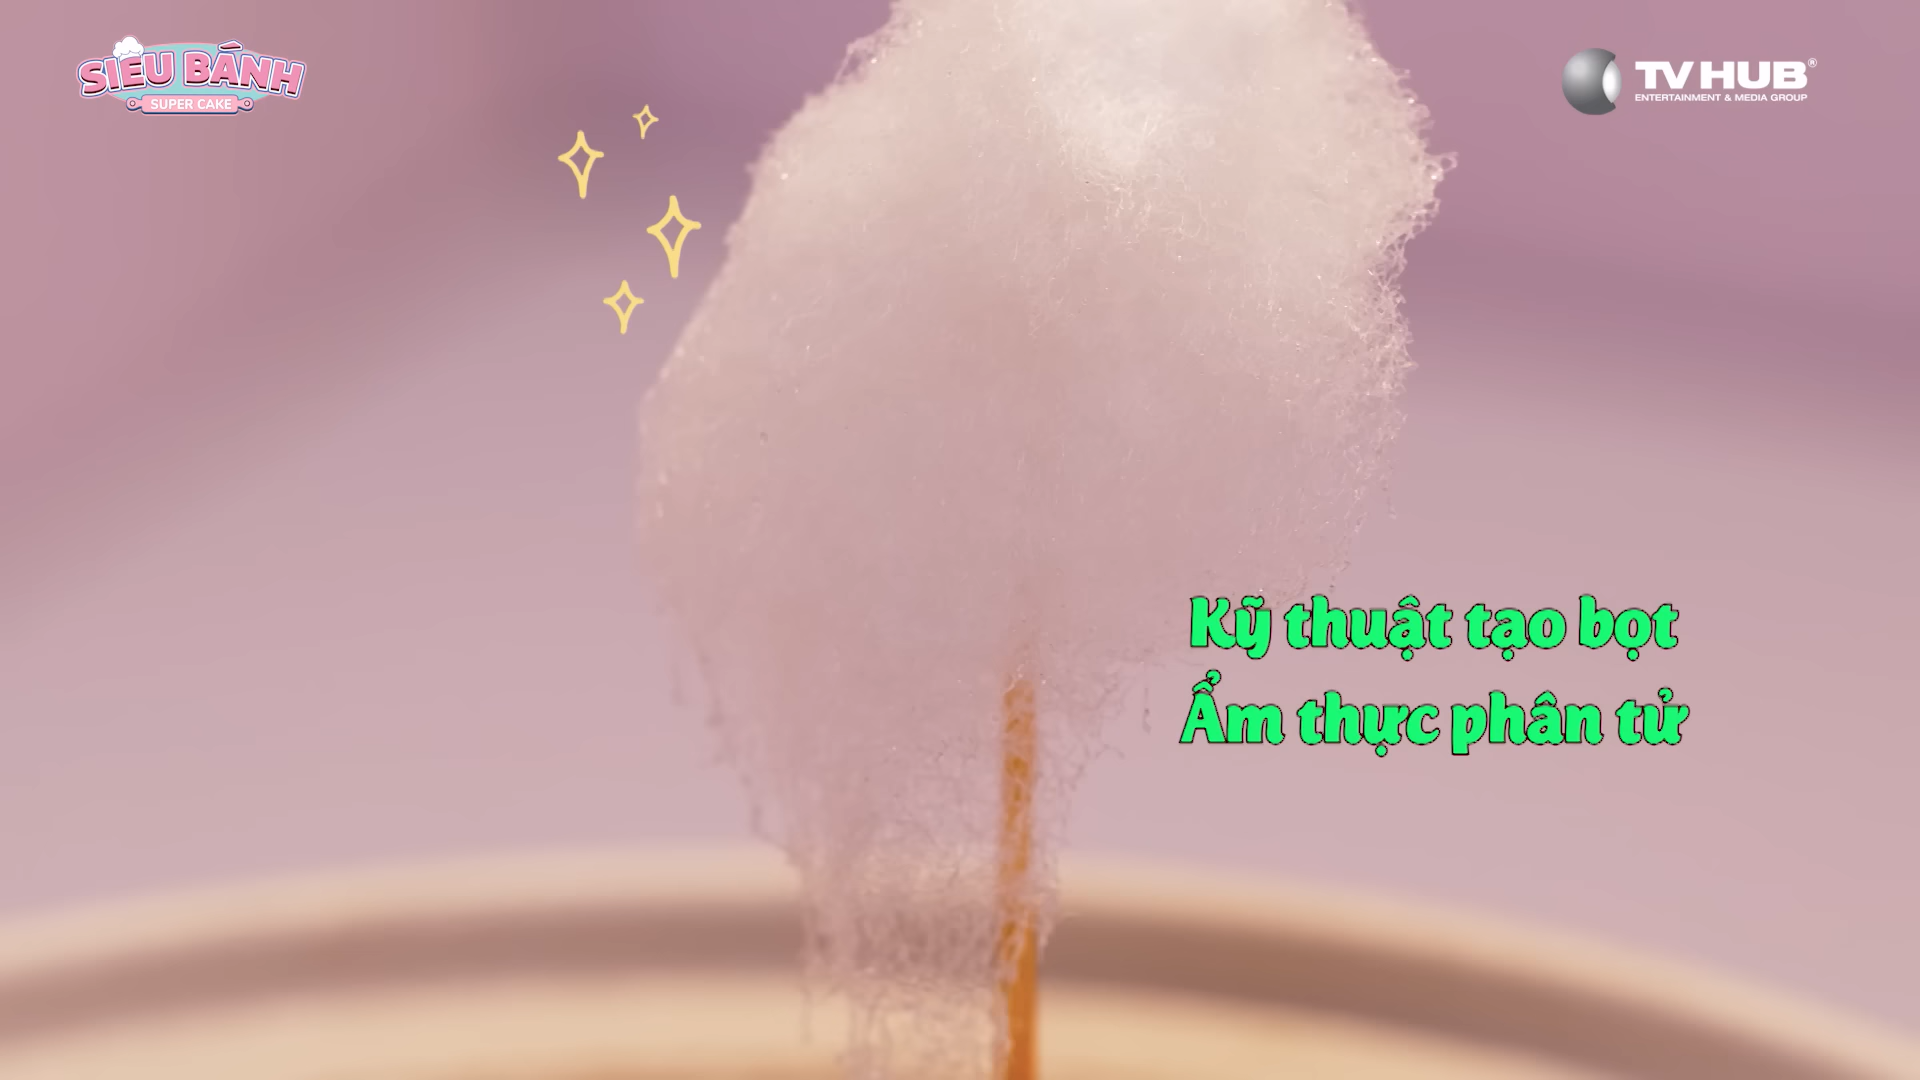 SIÊU BÁNH
SUPER CAKE
TV HUB®
ENTERTAINMENT & MEDIA GROUP
Kỹ thuật tạo bọt
Ẩm thực phân tử